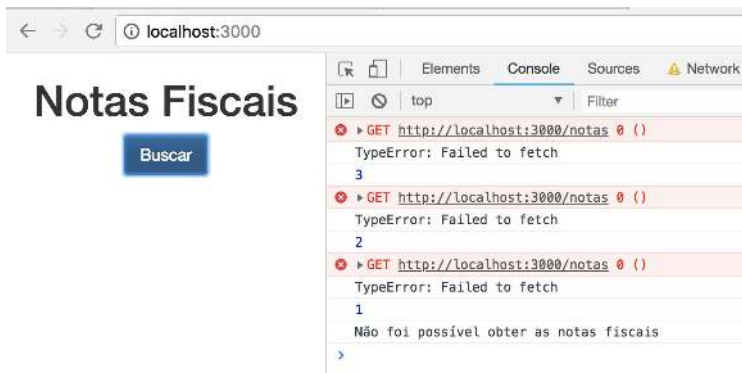 localhost:3000
Elements Console Sources Network
top Filter
Notas Fiscais
Buscar
GET http://localhost:3000/notas 0 ()
TypeError: Failed to fetch
3
GET http://localhost:3000/notas 0 ()
TypeError: Failed to fetch
2
GET http://localhost:3000/notas 0 ()
TypeError: Failed to fetch
1
Não foi possível obter as notas fiscais